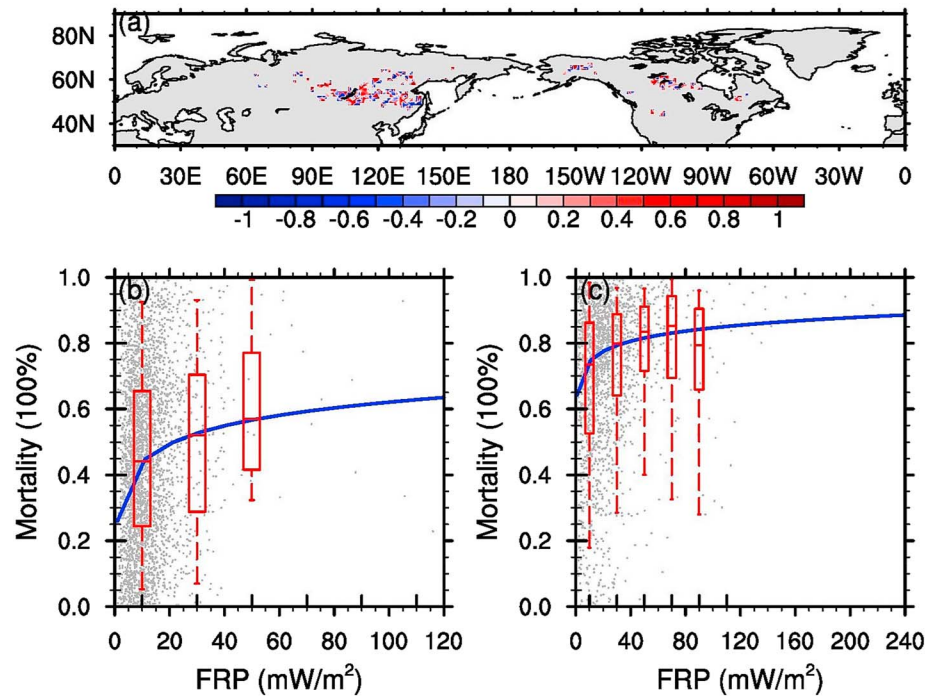 (a)
80N
60N
40N
0 30E 60E 90E 120E 150E 180 150W 120W 90W 60W 30W 0
-1 -0.8 -0.6 -0.4 -0.2 0 0.2 0.4 0.6 0.8 1
(b)
1.0
0.8
0.6
0.4
0.2
0.0
Mortality (100%)
0 20 40 60 80 100 120
FRP (mW/m²)
(c)
1.0
0.8
0.6
0.4
0.2
0.0
Mortality (100%)
0 40 80 120 160 200 240
FRP (mW/m²)